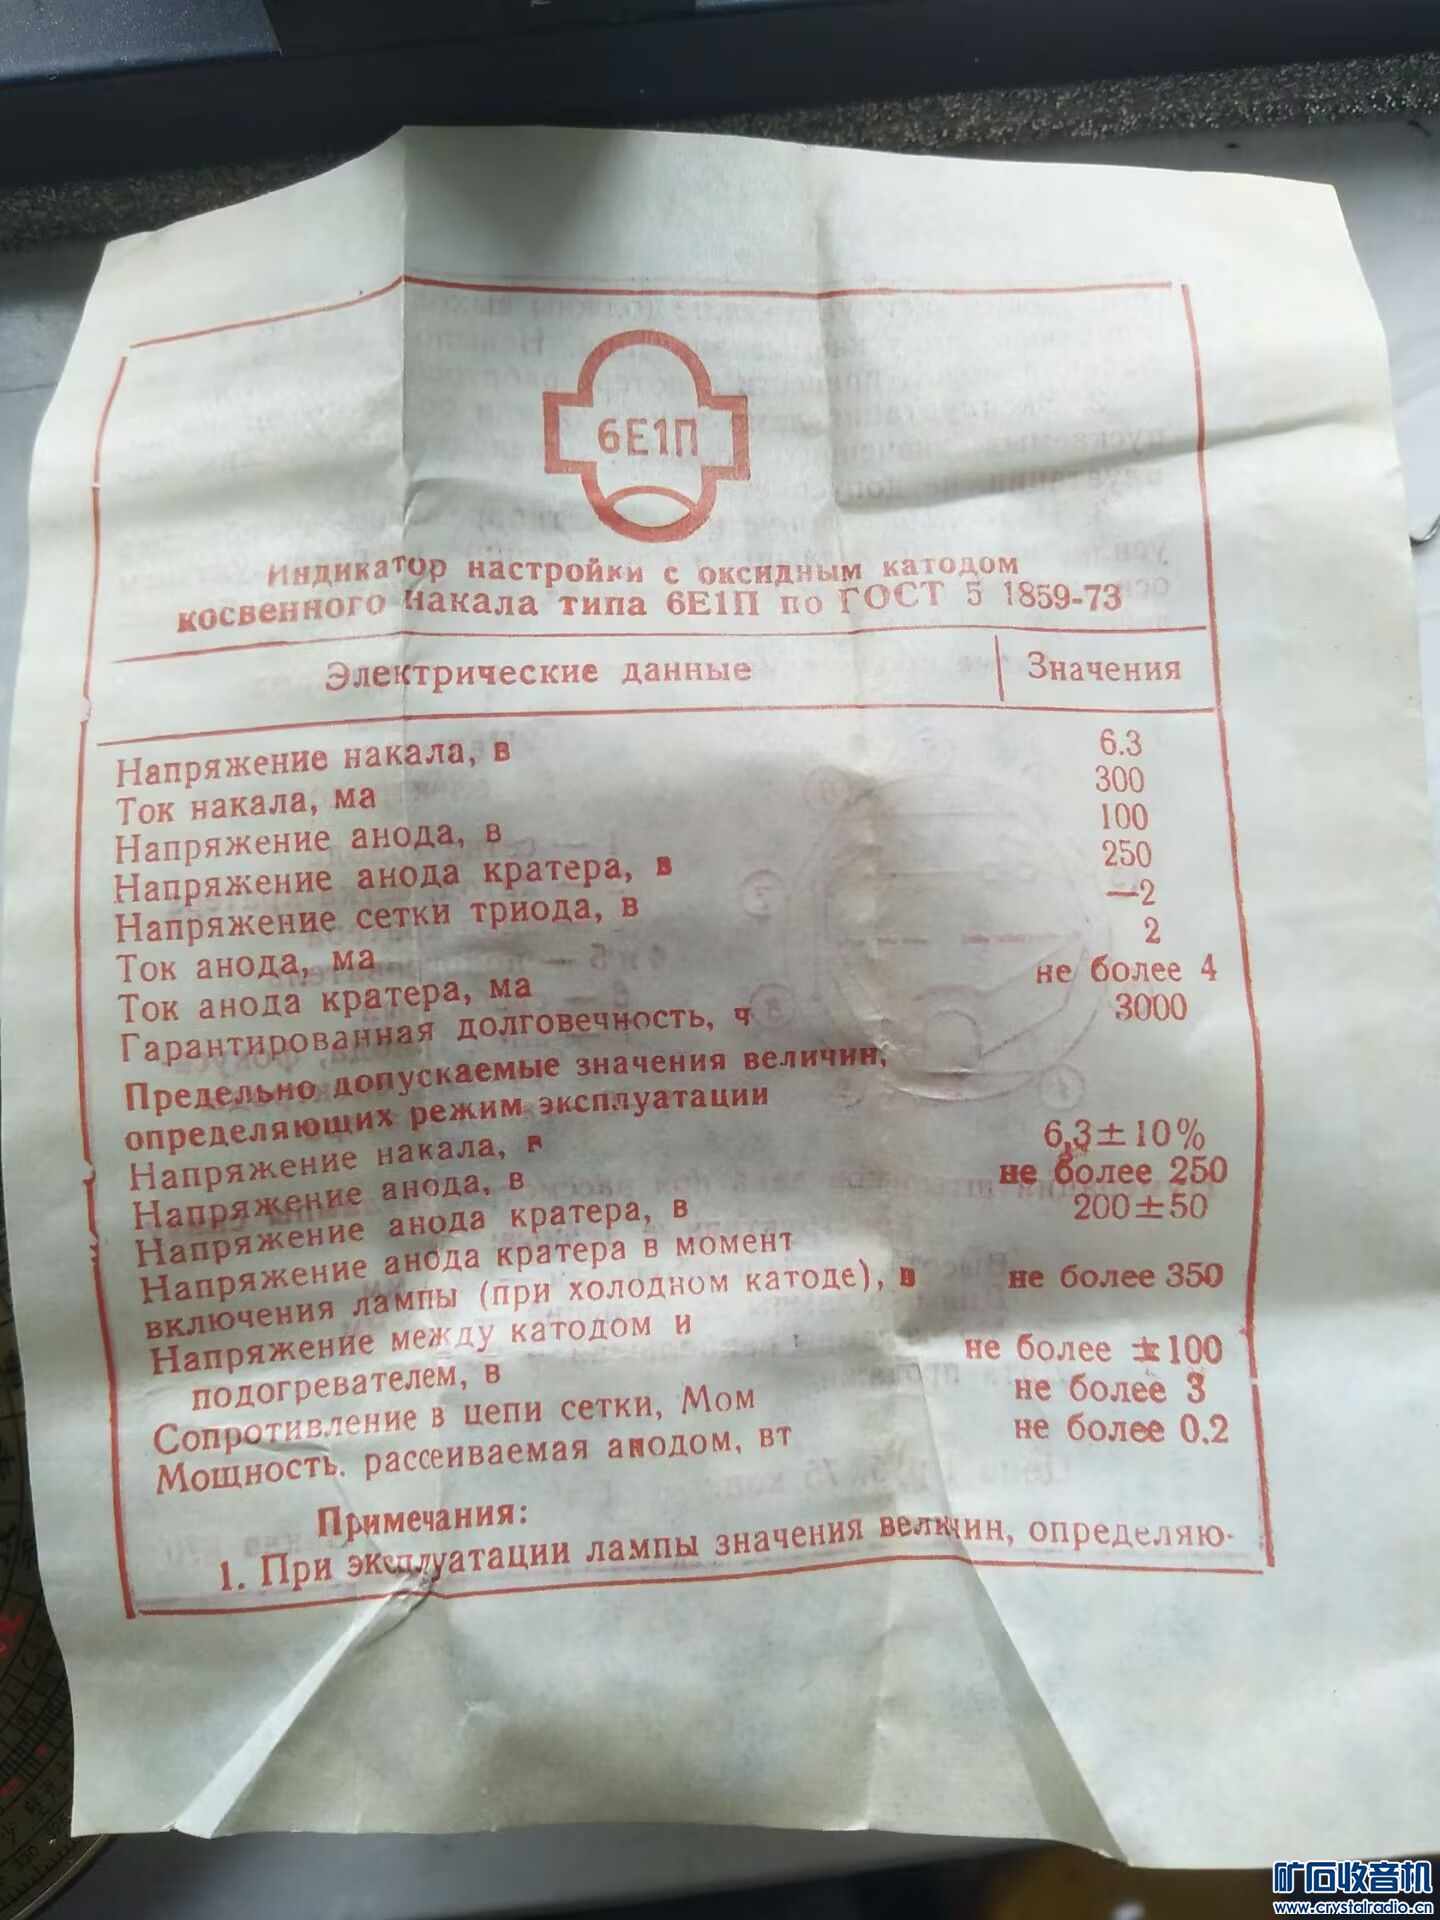 6Е1П
Индикатор настройки с оксидным катодом
косвенного накала типа 6Е1П по ГОСТ 5 1859-73
Электрические данные Значения
Напряжение накала, в 6.3
Ток накала, ма 300
Напряжение анода, в 100
Напряжение анода кратера, в 250
Напряжение сетки триода, в —2
Ток анода, ма 2
Ток анода кратера, ма не более 4
Гарантированная долговечность, ч 3000
Предельно допускаемые значения величин,
определяющих режим эксплуатации
Напряжение накала, в 6,3±10%
Напряжение анода, в не более 250
Напряжение анода кратера, в 200±50
Напряжение анода кратера в момент
включения лампы (при холодном катоде), в не более 350
Напряжение между катодом и
подогревателем, в не более ±100
Сопротивление в цепи сетки, Мом не более 3
Мощность. рассеиваемая анодом, вт не более 0.2
Примечания:
1. При эксплуатации лампы значения величин, определяю-
矿石收音机
www.crystalradio.cn